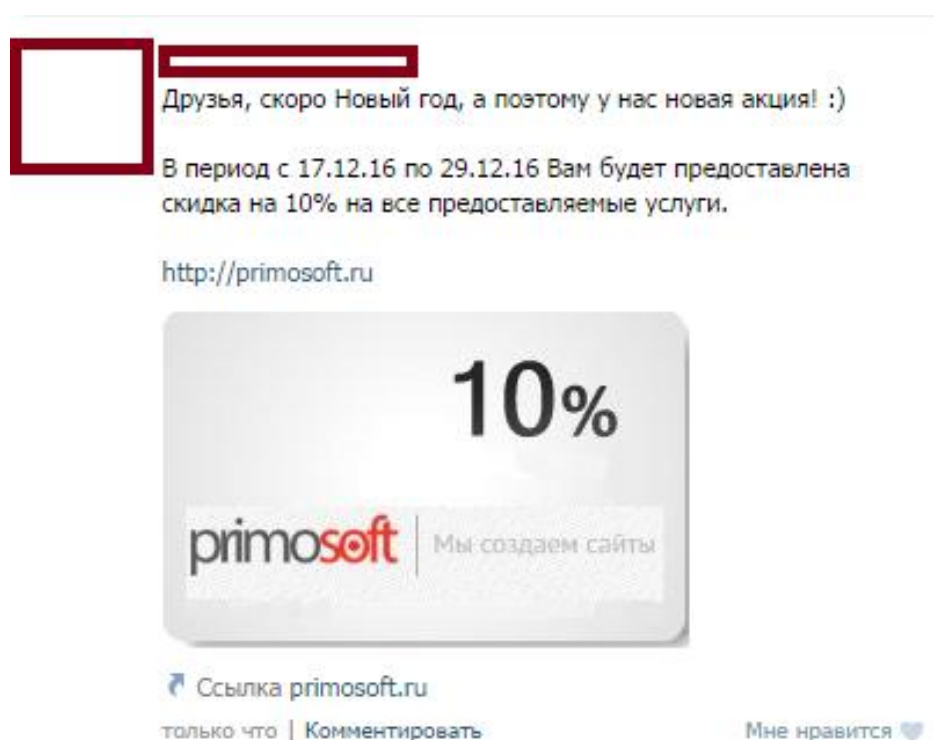 Друзья, скоро Новый год, а поэтому у нас новая акция! :)
В период с 17.12.16 по 29.12.16 Вам будет предоставлена
скидка на 10% на все предоставляемые услуги.
http://primosoft.ru
10%
primosoft | Мы создаем сайты
Ссылка primosoft.ru
только что | Комментировать Мне нравится